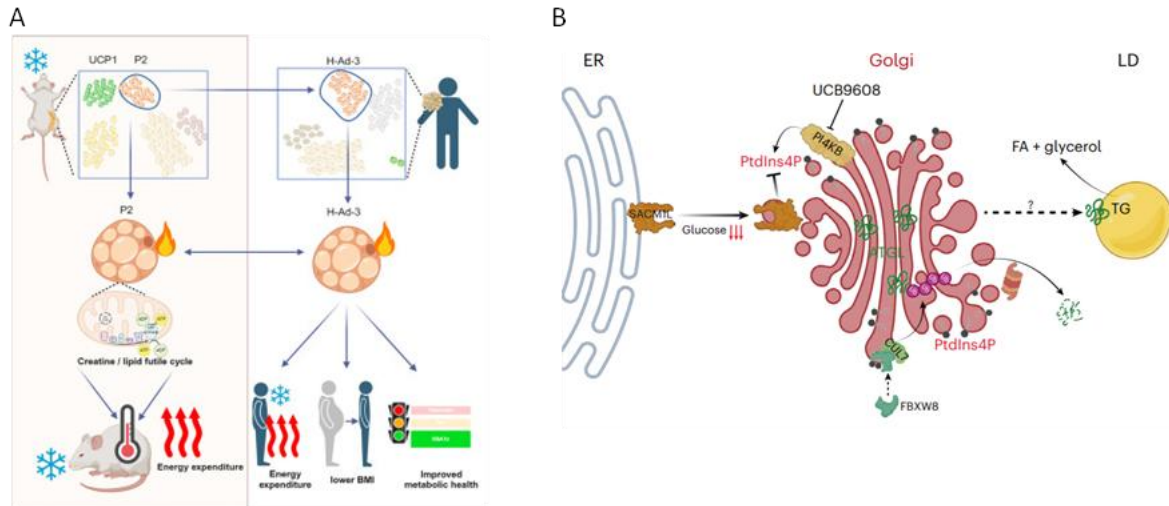 A
UCP1 P2
H-Ad-3
P2
H-Ad-3
Creatine / lipid futile cycle
Energy expenditure
Energy
expenditure
lower BMI
Improved
metabolic health
B
ER
Golgi
LD
UCB9608
PI4KB
PtdIns4P
FA + glycerol
SACM1L
Glucose
ATGL
?
TG
PtdIns4P
CUL7
FBXW8